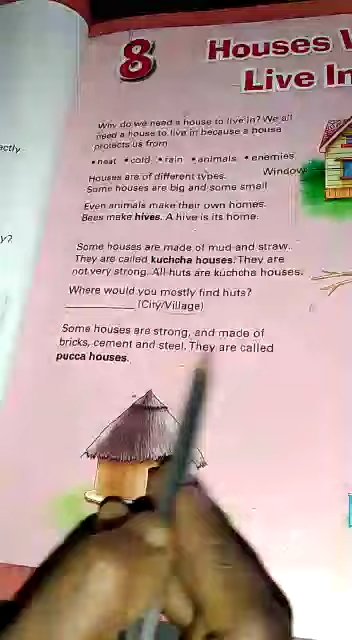 8
Houses
Live In
Why do we need a house to live in? We all
need a house to live in because a house
protects us from
• heat • cold • rain • animals • enemies
Window
Houses are of different types.
Some houses are big and some small
Even animals make their own homes.
Bees make hives. A hive is its home.
Some houses are made of mud and straw.
They are called kuchcha houses. They are
not very strong. All huts are kuchcha houses.
Where would you mostly find huts?
(City/Village)
Some houses are strong, and made of
bricks, cement and steel. They are called
pucca houses.